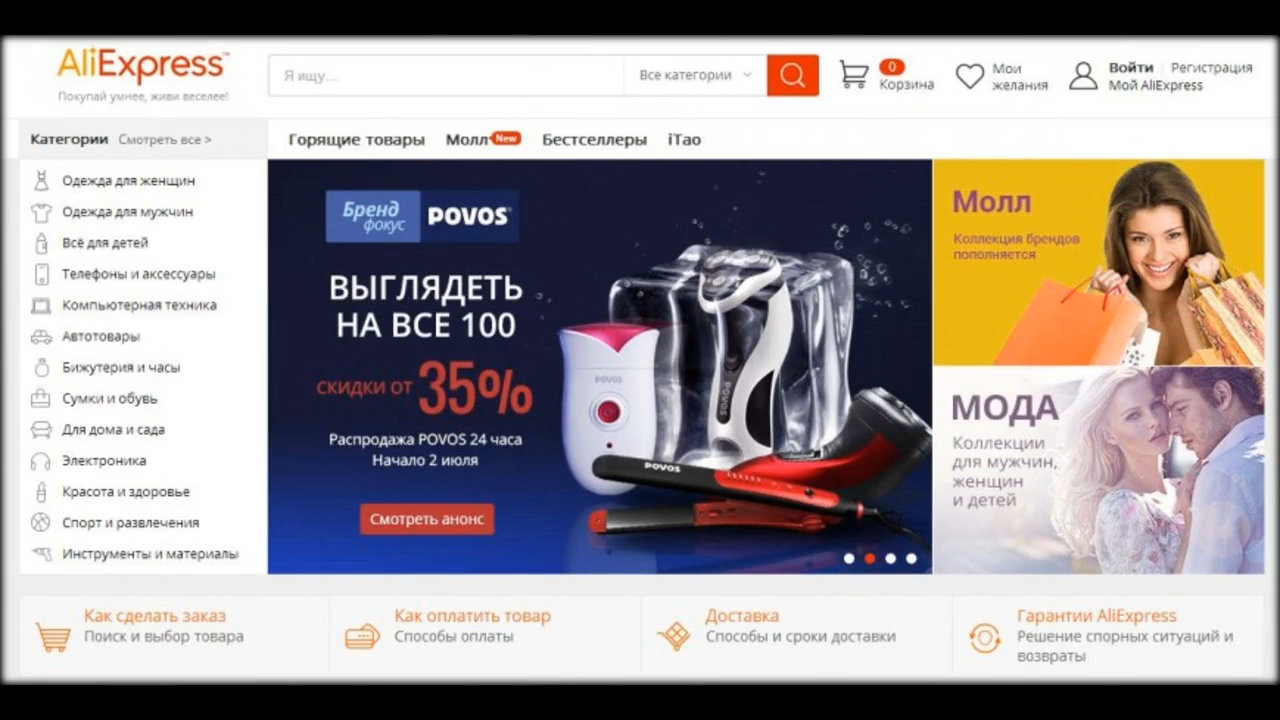 AliExpress™
Покупай умнее, живи веселее!
Я ищу....
Все категории
0
Корзина
Мои
желания
Войти Регистрация
Мой AliExpress
Категории Смотреть все >
Горящие товары Молл New Бестселлеры iTao
Одежда для женщин
Одежда для мужчин
Всё для детей
Телефоны и аксессуары
Компьютерная техника
Автотовары
Бижутерия и часы
Сумки и обувь
Для дома и сада
Электроника
Красота и здоровье
Спорт и развлечения
Инструменты и материалы
Бренд
фокус
POVOS
ВЫГЛЯДЕТЬ
НА ВСЕ 100
СКИДКИ ОТ 35%
Распродажа POVOS 24 часа
Начало 2 июля
Смотреть анонс
POVOS
POVOS
POVOS
Молл
Коллекция брендов
пополняется
МОДА
Коллекции
для мужчин,
женщин
и детей
Как сделать заказ
Поиск и выбор товара
Как оплатить товар
Способы оплаты
Доставка
Способы и сроки доставки
Гарантии AliExpress
Решение спорных ситуаций и
возвраты